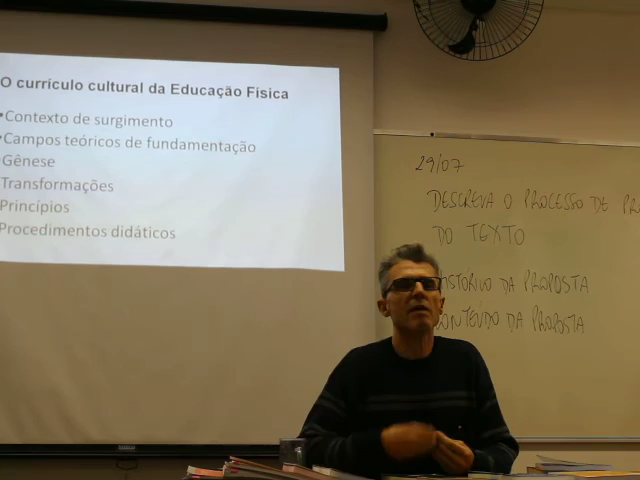 O currículo cultural da Educação Física
•Contexto de surgimento
•Campos teóricos de fundamentação
Gênese
Transformações
Princípios
Procedimentos didáticos
29/07
DESCREVA O PROCESSO DE
DO TEXTO
HISTÓRICO DA PROPOSTA
CONTEÚDO DA PROPOSTA